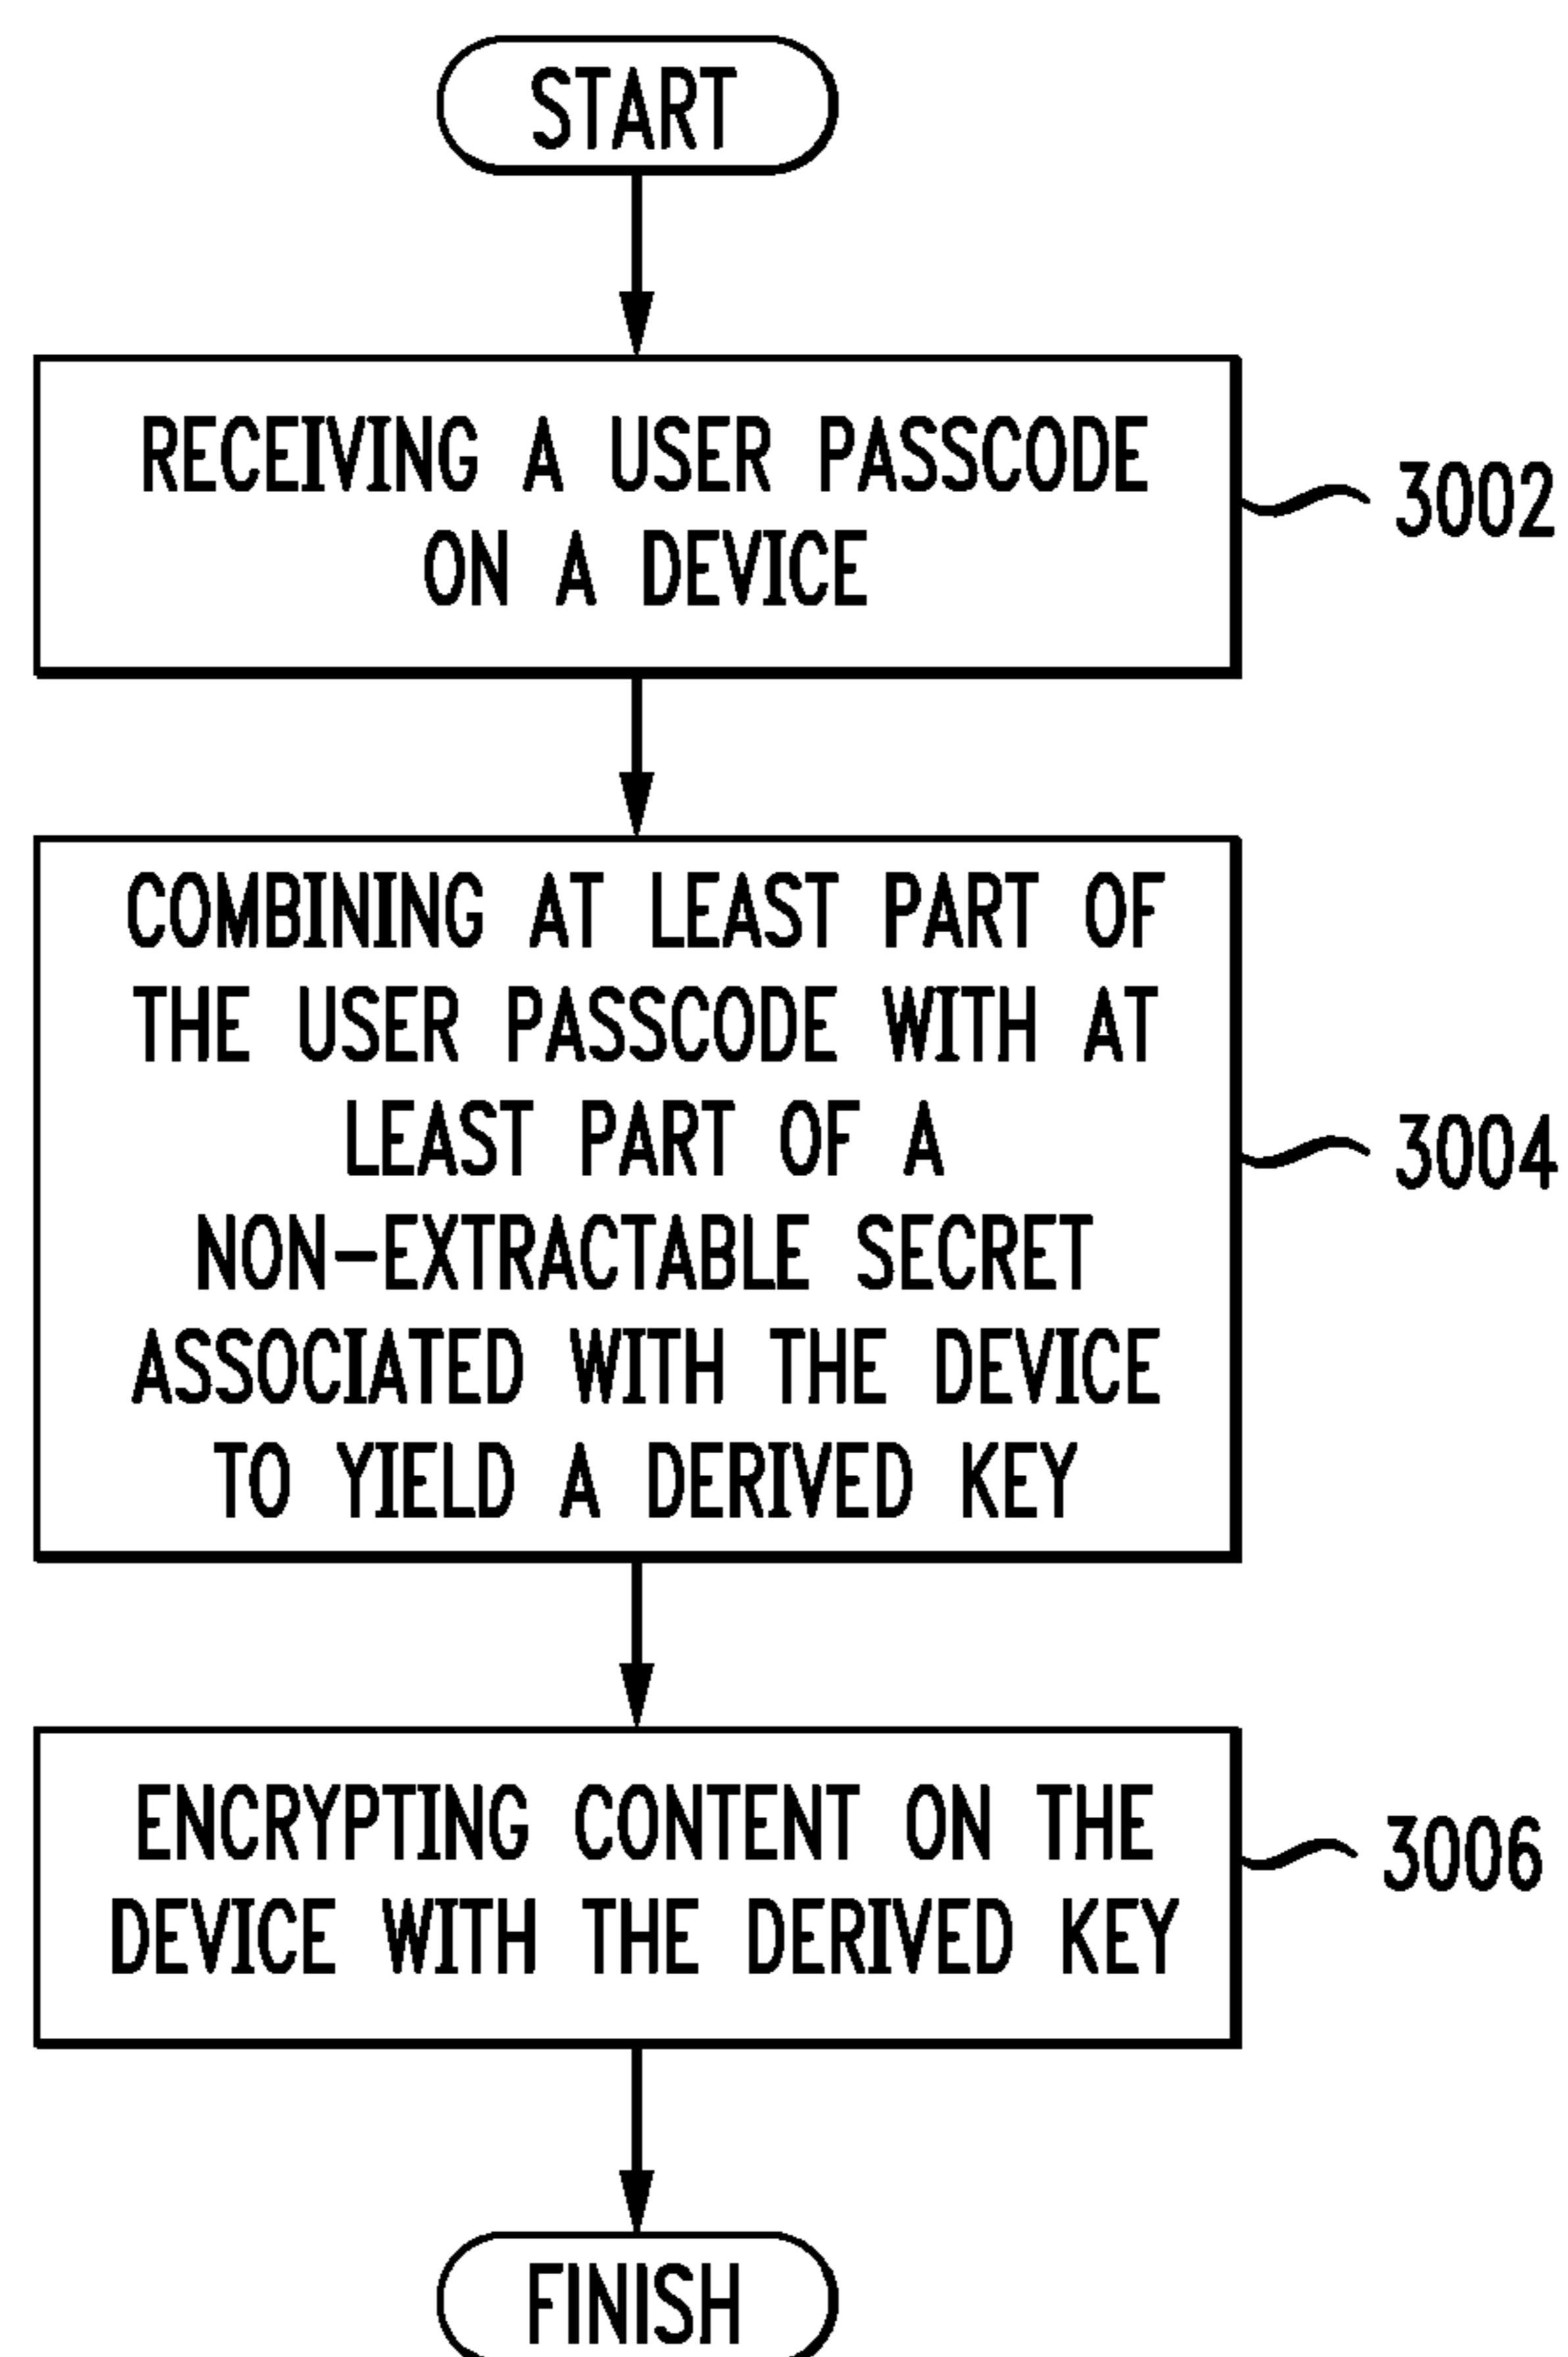 START
RECEIVING A USER PASSCODE
ON A DEVICE
3002
COMBINING AT LEAST PART OF
THE USER PASSCODE WITH AT
LEAST PART OF A
NON-EXTRACTABLE SECRET
ASSOCIATED WITH THE DEVICE
TO YIELD A DERIVED KEY
3004
ENCRYPTING CONTENT ON THE
DEVICE WITH THE DERIVED KEY
3006
FINISH